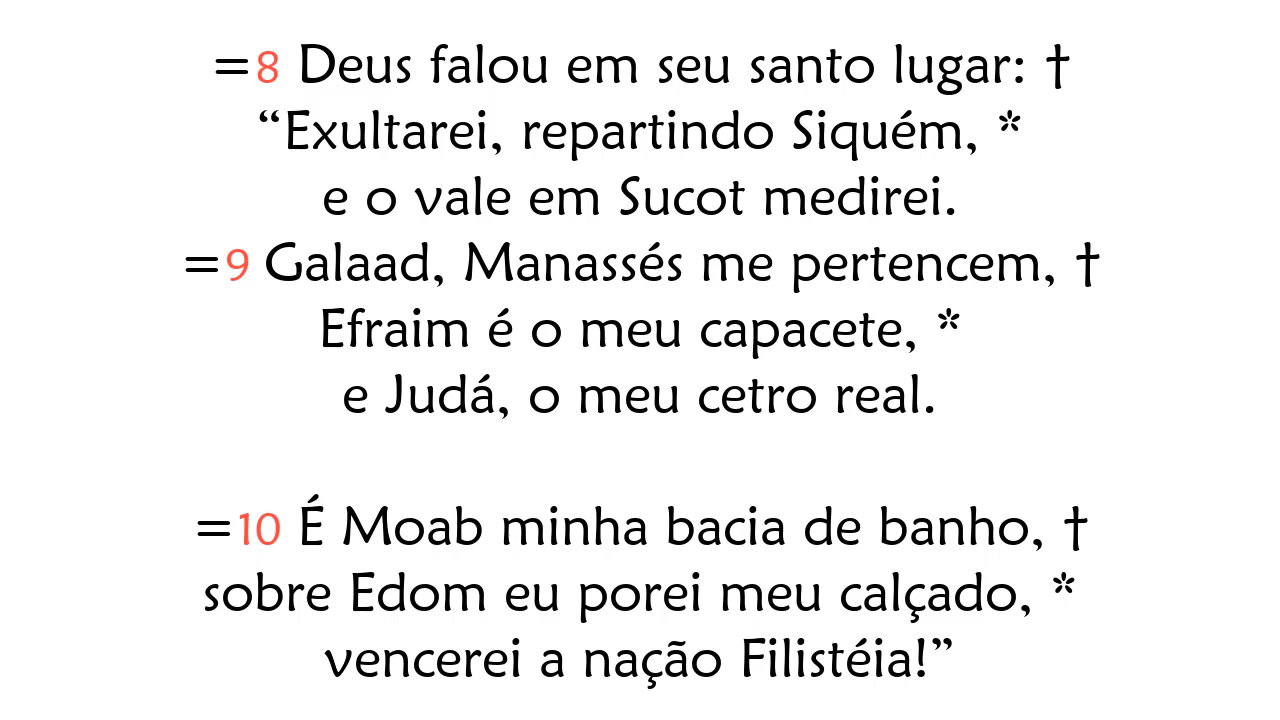 =8 Deus falou em seu santo lugar: †
“Exultarei, repartindo Siquém, *
e o vale em Sucot medirei.
=9 Galaad, Manassés me pertencem, †
Efraim é o meu capacete, *
e Judá, o meu cetro real.
=10 É Moab minha bacia de banho, †
sobre Edom eu porei meu calçado, *
vencerei a nação Filistéia!”